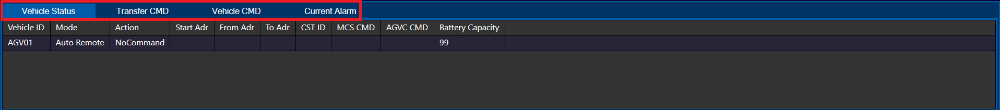 Vehicle Status Transfer CMD Vehicle CMD Current Alarm
Vehicle ID Mode Action Start Adr From Adr To Adr CST ID MCS CMD AGVC CMD Battery Capacity
AGV01 Auto Remote NoCommand 99